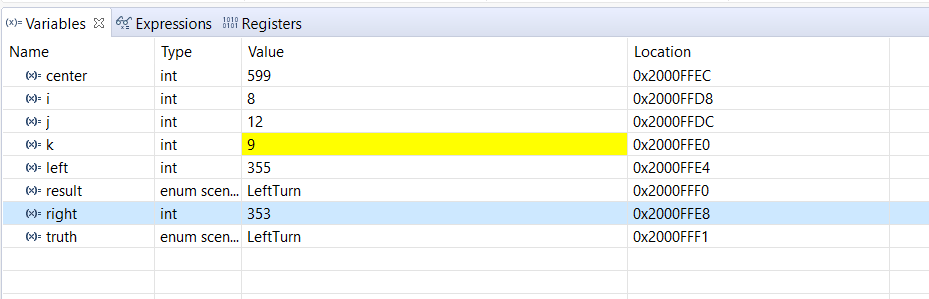 (x)= Variables Expressions 1010 0101 Registers
Name Type Value Location
(x)= center int 599 0x2000FFEC
(x)= i int 8 0x2000FFD8
(x)= j int 12 0x2000FFDC
(x)= k int 9 0x2000FFE0
(x)= left int 355 0x2000FFE4
(x)= result enum scen... LeftTurn 0x2000FFF0
(x)= right int 353 0x2000FFE8
(x)= truth enum scen... LeftTurn 0x2000FFF1